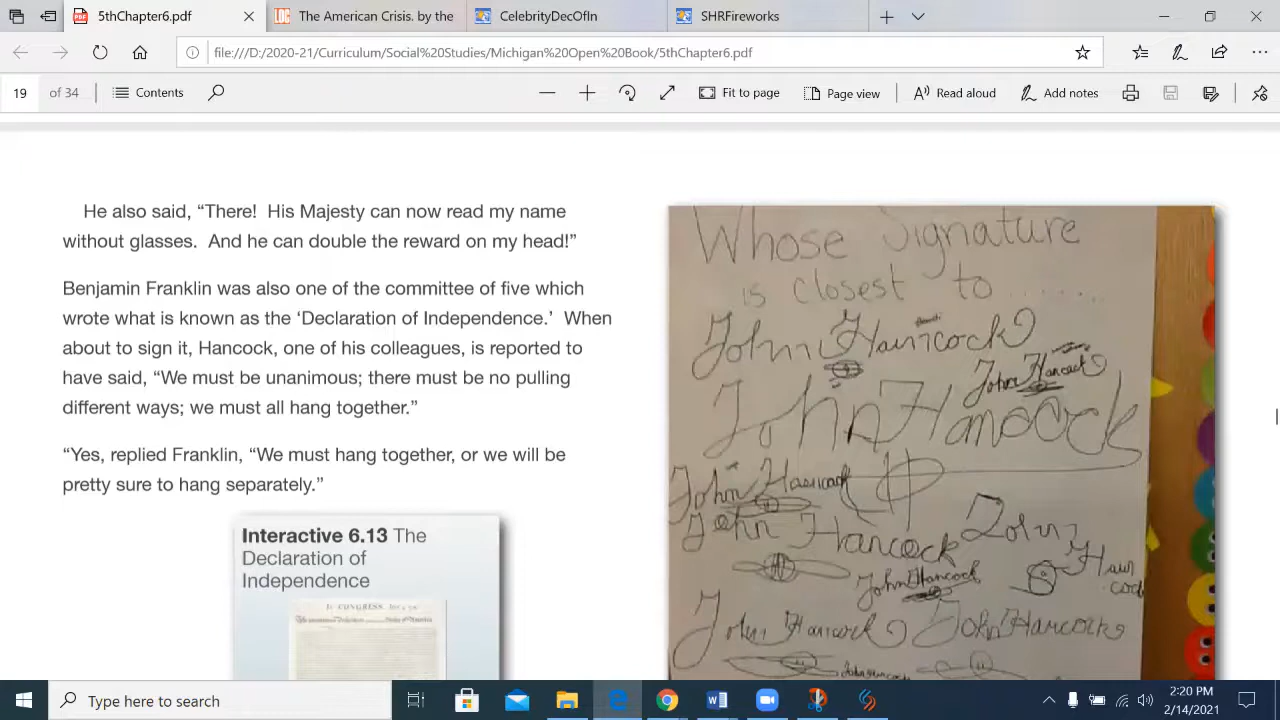 5thChapter6.pdf
The American Crisis. by the
CelebrityDecOfIn
SHRFireworks
file:///D:/2020-21/Curriculum/Social%20Studies/Michigan%20Open%20Book/5thChapter6.pdf
19 of 34
Contents
Fit to page
Page view
Read aloud
Add notes
He also said, “There!  His Majesty can now read my name
without glasses.  And he can double the reward on my head!”
Benjamin Franklin was also one of the committee of five which
wrote what is known as the ‘Declaration of Independence.’  When
about to sign it, Hancock, one of his colleagues, is reported to
have said, “We must be unanimous; there must be no pulling
different ways; we must all hang together.”
“Yes, replied Franklin, “We must hang together, or we will be
pretty sure to hang separately.”
Interactive 6.13 The
Declaration of
Independence
In CONGRESS, July 4, 1776
Whose Signature
is closest to ......
John Hancock
John Hancock
John Hancock
John Hancock
John Hancock
John Hancock
John Hancock
John Hancock
John Hancock
Type here to search
2:20 PM
2/14/2021